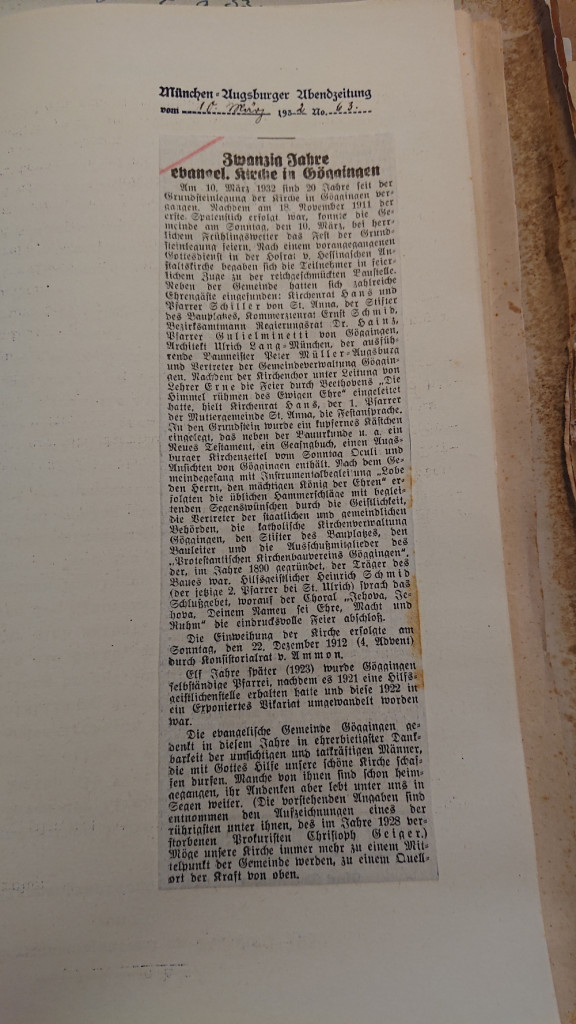 München-Augsburger Abendzeitung
vom 10. März 1932 No. 63.
Zwanzig Jahre
evangel. Kirche in Göggingen
Am 10. März 1932 sind 20 Jahre seit der
Grundsteinlegung der Kirche in Göggingen ver-
gangen. Nachdem am 18. November 1911 der
erste Spatenstich erfolgt war, konnte die Ge-
meinde am Sonntag, den 10. März, bei herr-
lichem Frühlingswetter das Fest der Grund-
steinlegung feiern. Nach einem vorangegangenen
Gottesdienst in der Hofrat v. Hessingschen An-
staltskirche begaben sich die Teilnehmer in feier-
lichem Zuge zu der reichgeschmückten Baustelle.
Neben der Gemeinde hatten sich zahlreiche
Ehrengäste eingefunden: Kirchenrat Hans und
Pfarrer Schiller von St. Anna, der Stifter
des Bauplatzes, Kommerzienrat Ernst Schmid,
Bezirksamtmann Regierungsrat Dr. Hainz,
Pfarrer Gulielminetti von Göggingen,
Architekt Ulrich Lang-München, der ausfüh-
rende Baumeister Peter Müller-Augsburg
und Vertreter der Gemeindeverwaltung Göggin-
gen. Nachdem der Kirchenchor unter Leitung von
Lehrer Erne die Feier durch Beethovens „Die
Himmel rühmen des Ewigen Ehre“ eingeleitet
hatte, hielt Kirchenrat Hans, der 1. Pfarrer
der Muttergemeinde St. Anna, die Festansprache.
In den Grundstein wurde ein kupfernes Kästchen
eingelegt, das neben der Bauurkunde u. a. ein
Neues Testament, ein Gesangbuch, einen Augs-
burger Kirchenzettel vom Sonntag Oculi und
Ansichten von Göggingen enthält. Nach dem Ge-
meindegesang mit Instrumentalbegleitung „Lobe
den Herrn, den mächtigen König der Ehren“ er-
folgten die üblichen Hammerschläge mit beglei-
tenden Segenswünschen durch die Geistlichkeit,
die Vertreter der staatlichen und gemeindlichen
Behörden, die katholische Kirchenverwaltung
Göggingen, den Stifter des Bauplatzes, den
Bauleiter und die Ausschußmitglieder des
„Protestantischen Kirchenbauvereins Göggingen“,
der, im Jahre 1890 gegründet, der Träger des
Baues war. Hilfsgeistlicher Heinrich Schmid
(der jetzige 2. Pfarrer bei St. Ulrich) sprach das
Schlußgebet, worauf der Choral „Jehova, Je-
hova, Deinem Namen sei Ehre, Macht und
Ruhm“ die eindrucksvolle Feier abschloß.
Die Einweihung der Kirche erfolgte am
Sonntag, den 22. Dezember 1912 (4. Advent)
durch Konsistorialrat v. Ammon.
Elf Jahre später (1923) wurde Göggingen
selbständige Pfarrei, nachdem es 1921 eine Hilfs-
geistlichenstelle erhalten hatte und diese 1922 in
ein Exponiertes Vikariat umgewandelt worden
war.
Die evangelische Gemeinde Göggingen ge-
denkt in diesem Jahre in ehrerbietigster Dank-
barkeit der umsichtigen und tatkräftigen Männer,
die mit Gottes Hilfe unsere schöne Kirche schaf-
fen durften. Manche von ihnen sind schon heim-
gegangen, ihr Andenken aber lebt unter uns in
Segen weiter. (Die vorstehenden Angaben sind
entnommen den Aufzeichnungen eines der
rührigsten unter ihnen, des im Jahre 1928 ver-
storbenen Prokuristen Christoph Geiger.)
Möge unsere Kirche immer mehr zu einem Mit-
telpunkt der Gemeinde werden, zu einem Quell-
ort der Kraft von oben.